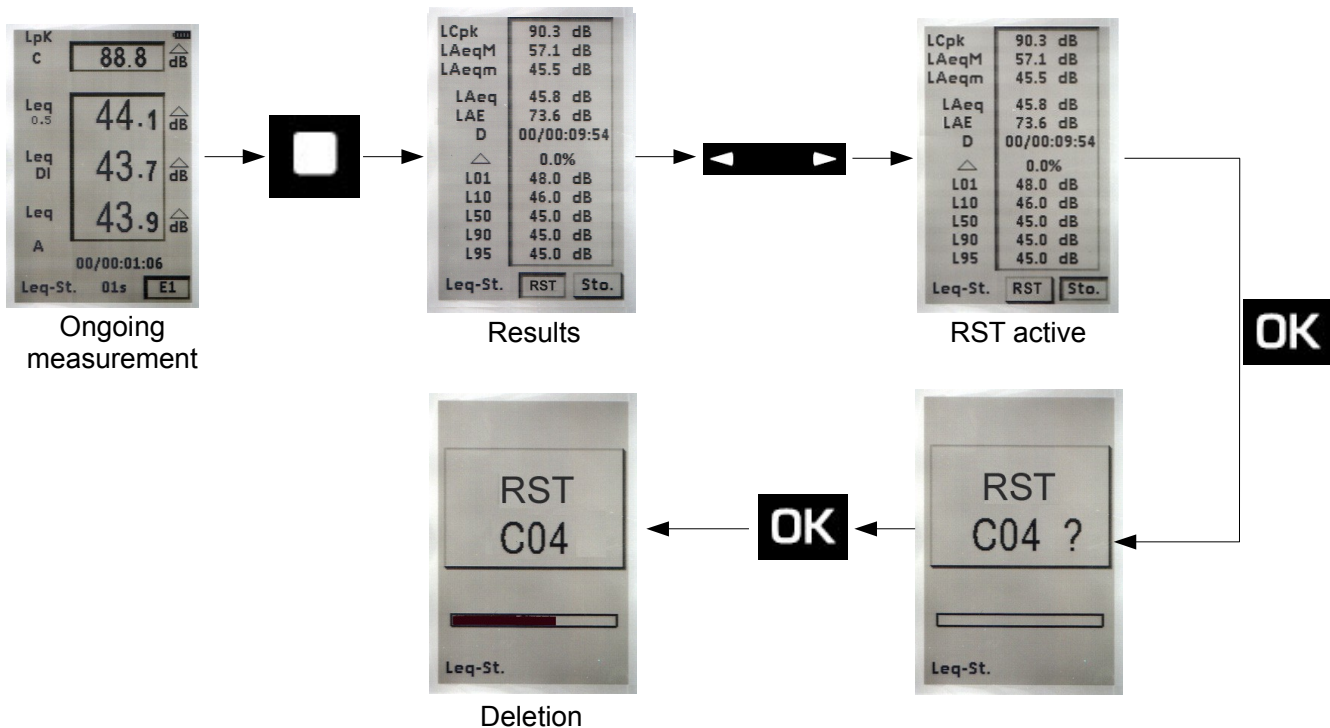 LpK
C 88.8 dB
Leq
0.5 44.1 dB
Leq
DI 43.7 dB
Leq 43.9 dB
A
00/00:01:06
Leq-St. 01s E1
Ongoing
measurement
LCpk 90.3 dB
LAeqM 57.1 dB
LAeqm 45.5 dB
LAeq 45.8 dB
LAE 73.6 dB
D 00/00:09:54
0.0%
L01 48.0 dB
L10 46.0 dB
L50 45.0 dB
L90 45.0 dB
L95 45.0 dB
Leq-St. RST Sto.
Results
LCpk 90.3 dB
LAeqM 57.1 dB
LAeqm 45.5 dB
LAeq 45.8 dB
LAE 73.6 dB
D 00/00:09:54
0.0%
L01 48.0 dB
L10 46.0 dB
L50 45.0 dB
L90 45.0 dB
L95 45.0 dB
Leq-St. RST Sto.
RST active
OK
RST
C04 ?
Leq-St.
OK
RST
C04
Leq-St.
Deletion